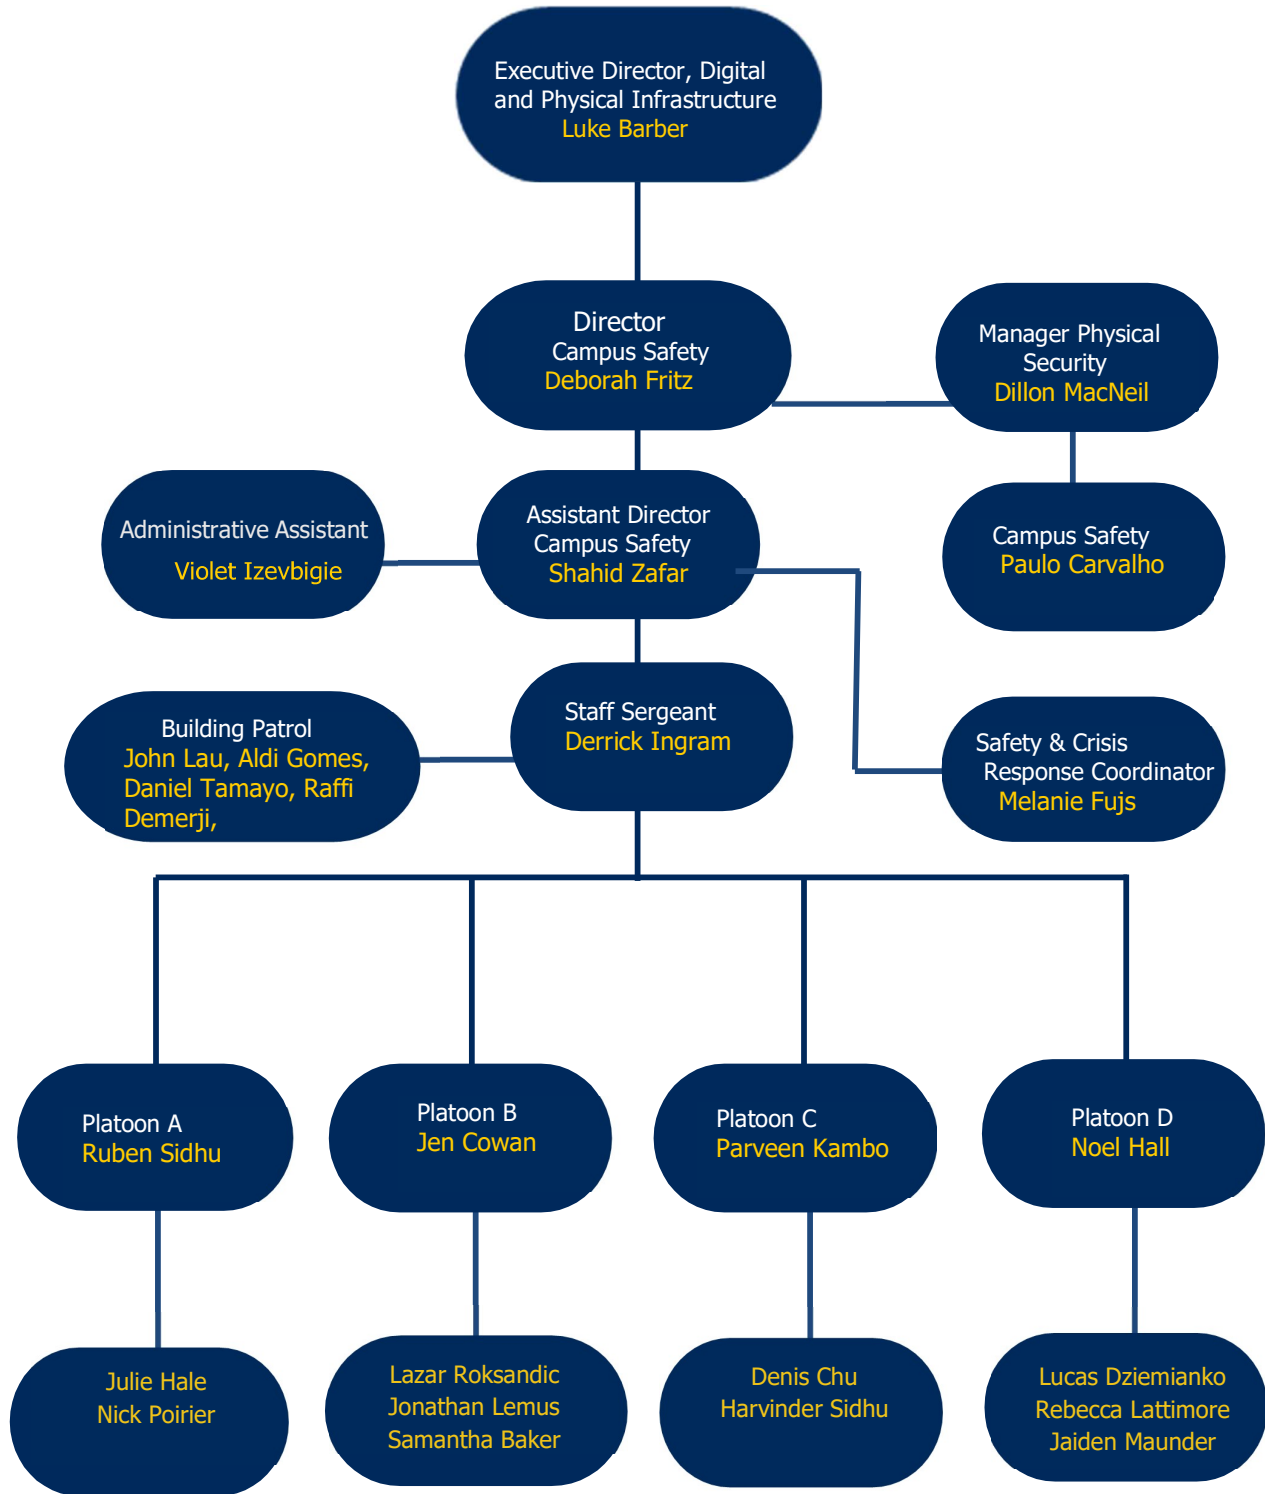 Executive Director, Digital
and Physical Infrastructure
Luke Barber
Director
Campus Safety
Deborah Fritz
Manager Physical
Security
Dillon MacNeil
Administrative Assistant
Violet Izevbigie
Assistant Director
Campus Safety
Shahid Zafar
Campus Safety
Paulo Carvalho
Building Patrol
John Lau, Aldi Gomes,
Daniel Tamayo, Raffi
Demerji,
Staff Sergeant
Derrick Ingram
Safety & Crisis
Response Coordinator
Melanie Fujs
Platoon A
Ruben Sidhu
Platoon B
Jen Cowan
Platoon C
Parveen Kambo
Platoon D
Noel Hall
Julie Hale
Nick Poirier
Lazar Roksandic
Jonathan Lemus
Samantha Baker
Denis Chu
Harvinder Sidhu
Lucas Dziemianko
Rebecca Lattimore
Jaiden Maunder